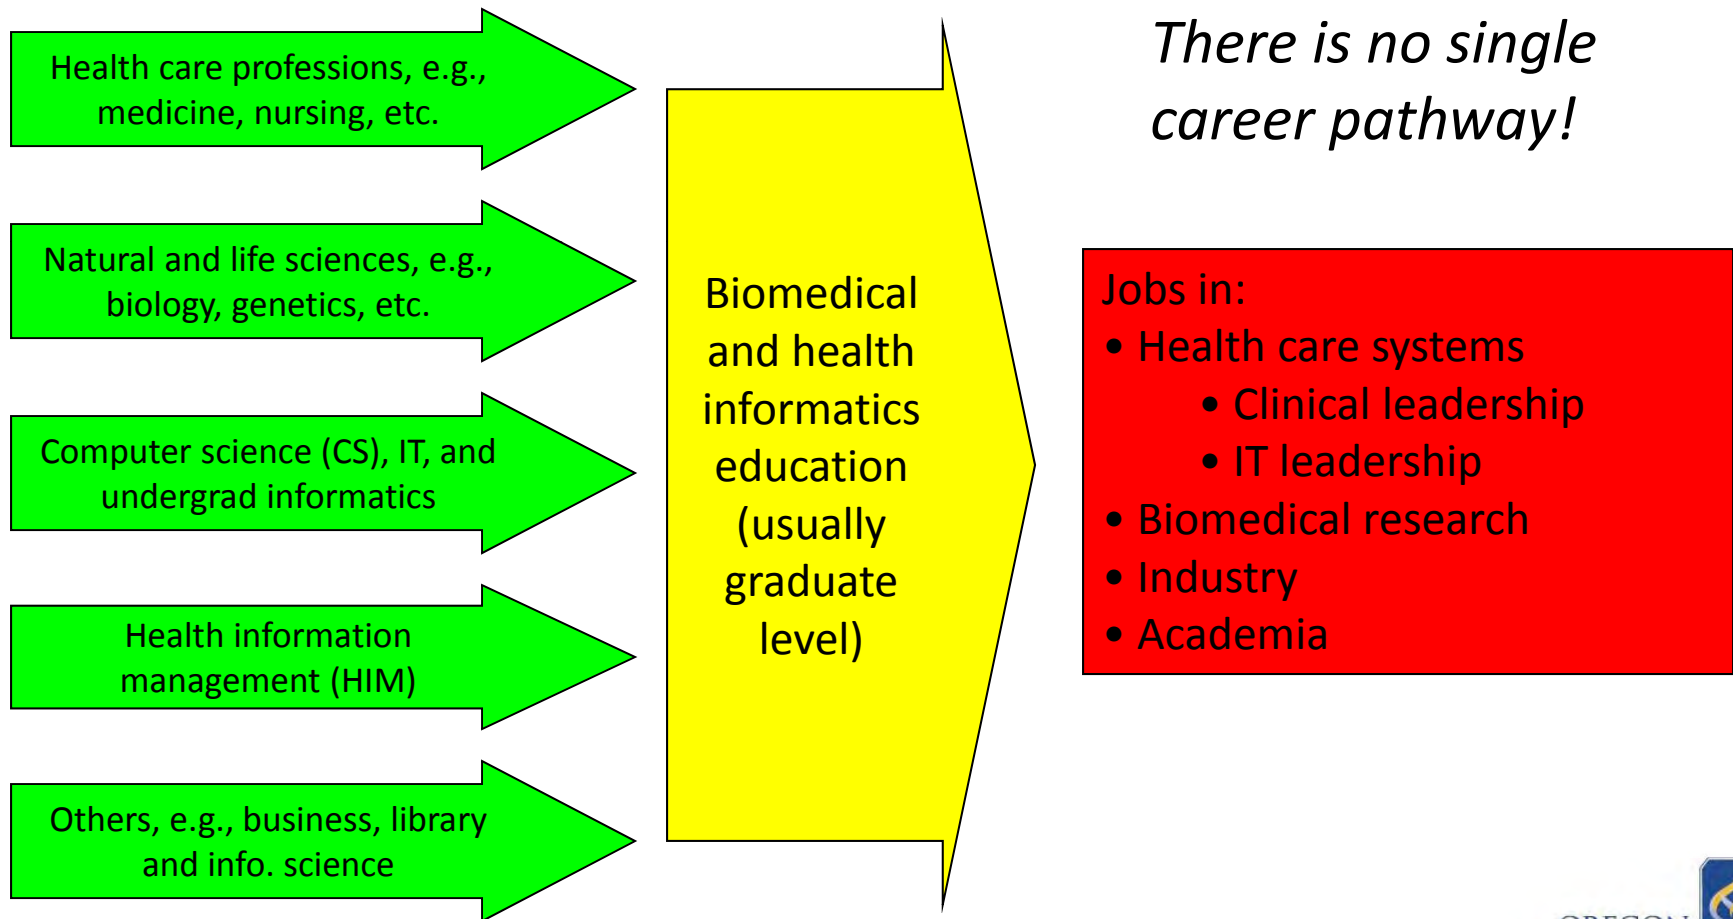 There is no single
career pathway!
Health care professions, e.g.,
medicine, nursing, etc.
Natural and life sciences, e.g.,
biology, genetics, etc.
Computer science (CS), IT, and
undergrad informatics
Health information
management (HIM)
Others, e.g., business, library
and info. science
Biomedical
and health
informatics
education
(usually
graduate
level)
Jobs in:
• Health care systems
• Clinical leadership
• IT leadership
• Biomedical research
• Industry
• Academia
OREGON